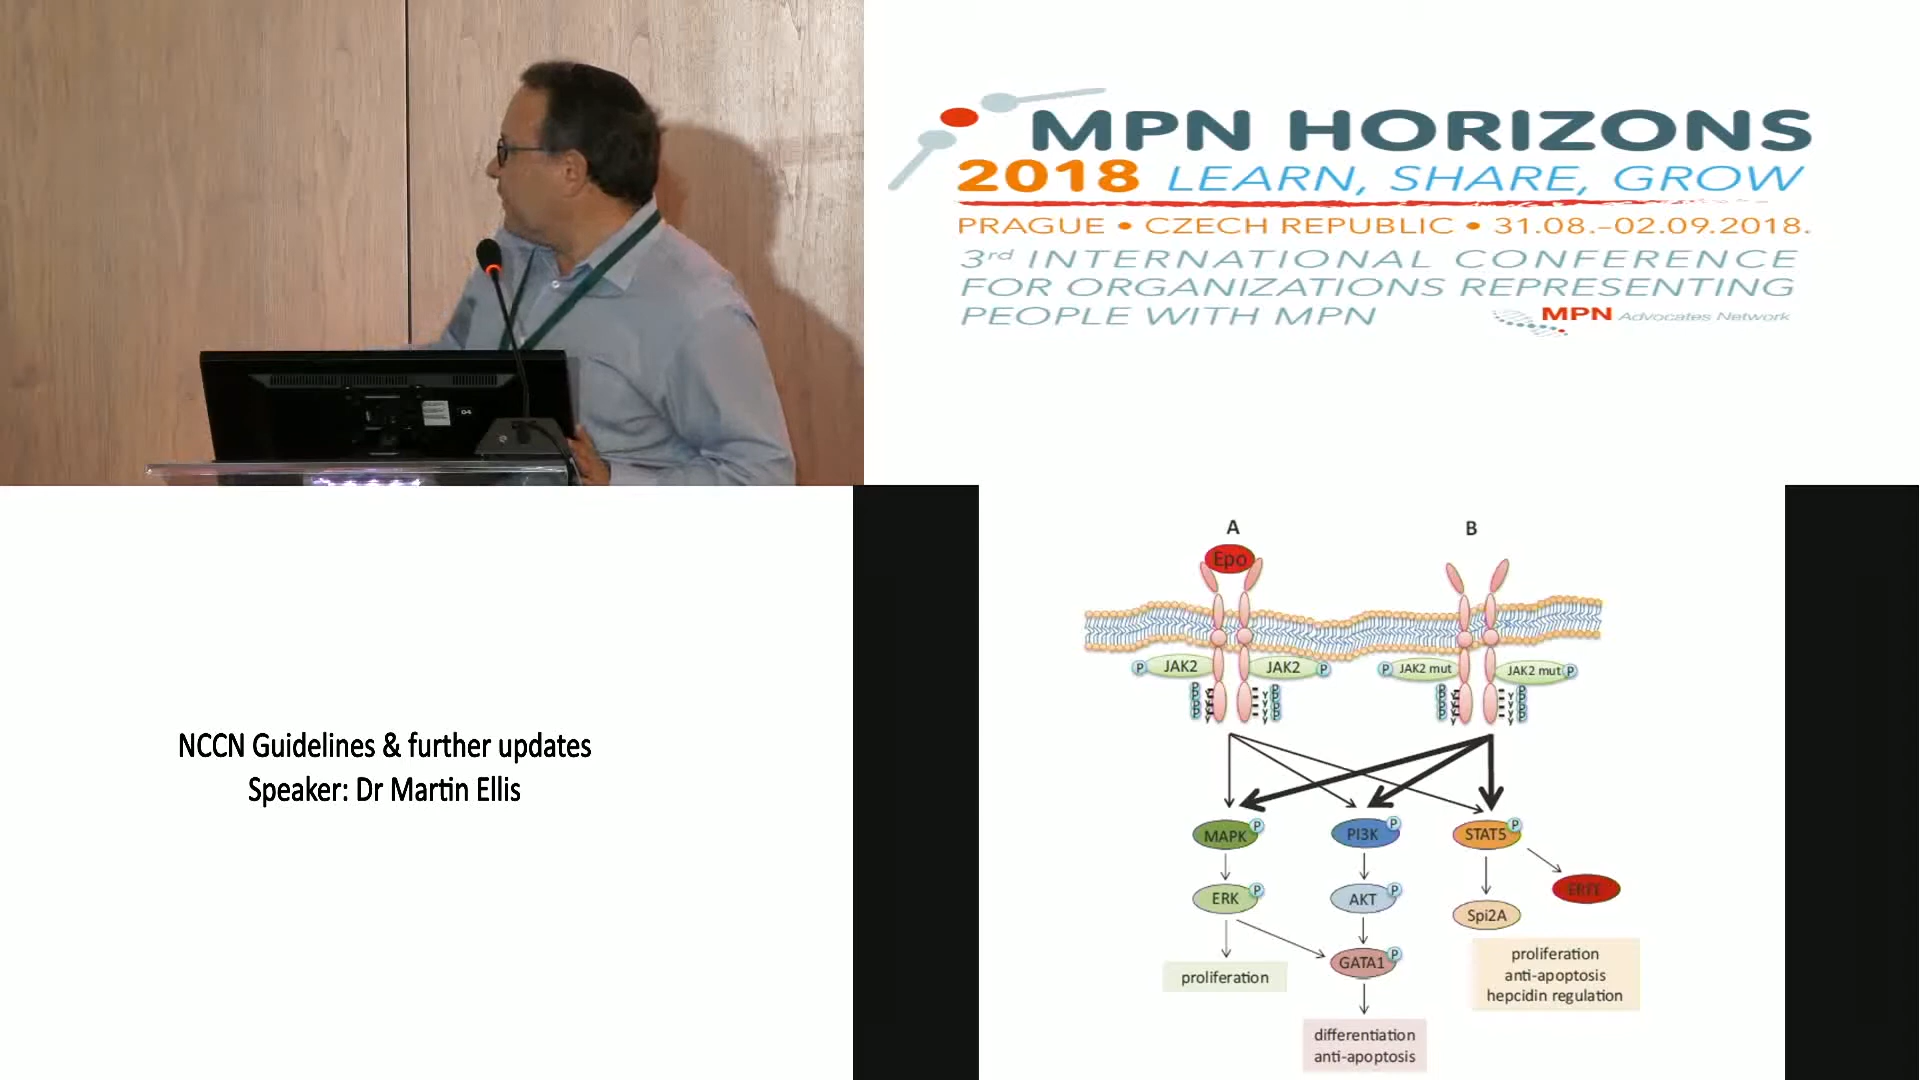 MPN HORIZONS
2018 LEARN, SHARE, GROW
PRAGUE • CZECH REPUBLIC • 31.08.–02.09.2018.
3rd INTERNATIONAL CONFERENCE
FOR ORGANIZATIONS REPRESENTING
PEOPLE WITH MPN
MPN Advocates Network
04
NCCN Guidelines & further updates
Speaker: Dr Martin Ellis
A
B
Epo
P JAK2 JAK2 P
P JAK2 mut JAK2 mut P
MAPK P
PI3K P
STAT5 P
ERK P
AKT P
ERFE
Spi2A
GATA1 P
proliferation
proliferation
anti-apoptosis
hepcidin regulation
differentiation
anti-apoptosis